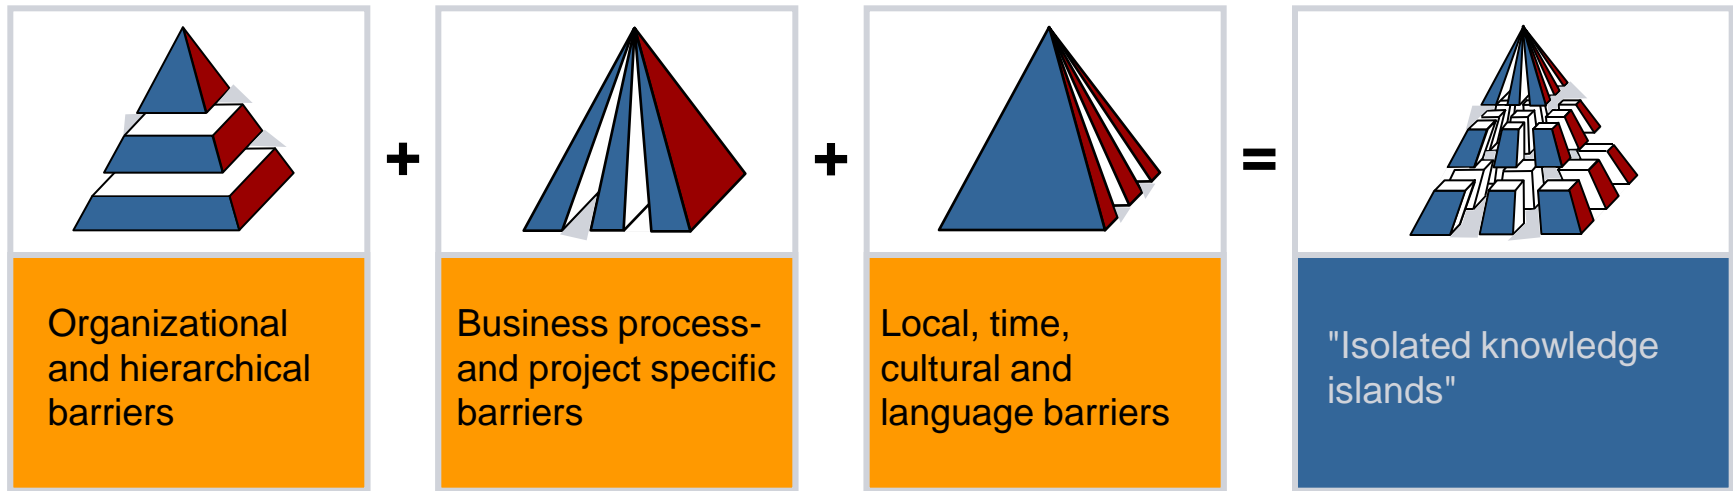 +
+
=
Organizational
and hierarchical
barriers
Business process-
and project specific
barriers
Local, time,
cultural and
language barriers
"Isolated knowledge
islands"